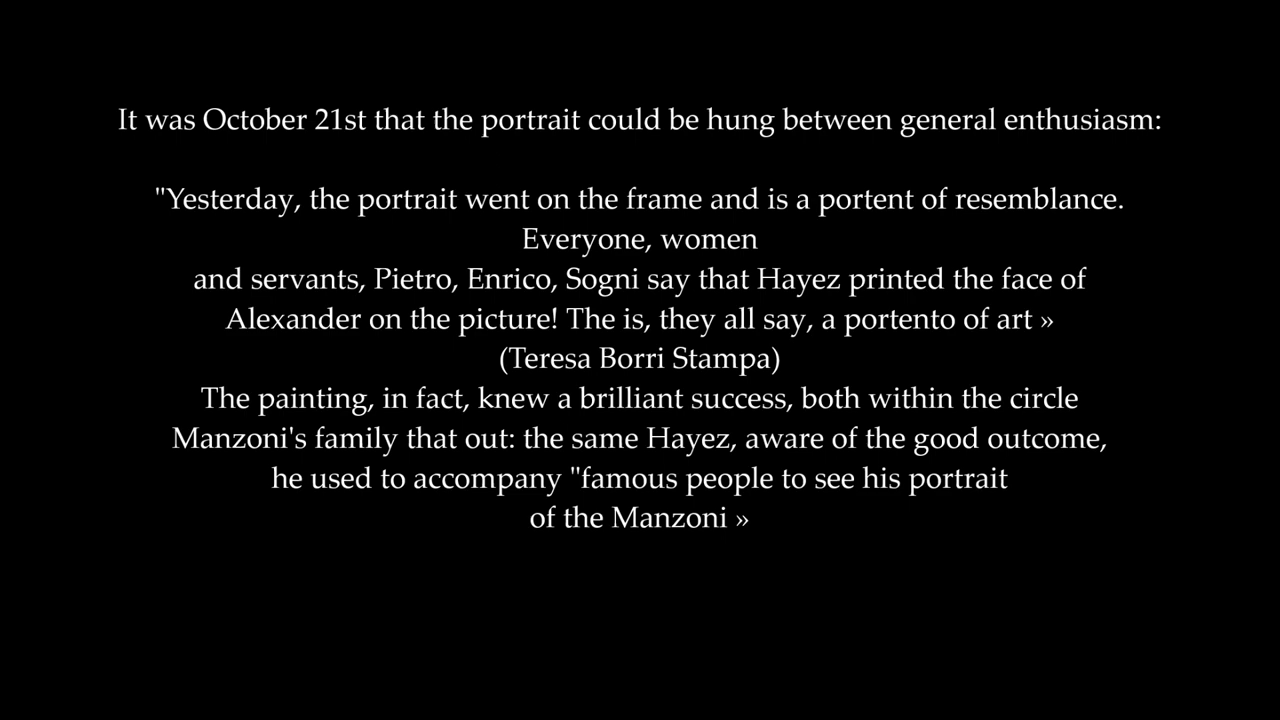 It was October 21st that the portrait could be hung between general enthusiasm:
"Yesterday, the portrait went on the frame and is a portent of resemblance.
Everyone, women
and servants, Pietro, Enrico, Sogni say that Hayez printed the face of
Alexander on the picture! The is, they all say, a portento of art »
(Teresa Borri Stampa)
The painting, in fact, knew a brilliant success, both within the circle
Manzoni's family that out: the same Hayez, aware of the good outcome,
he used to accompany "famous people to see his portrait
of the Manzoni »